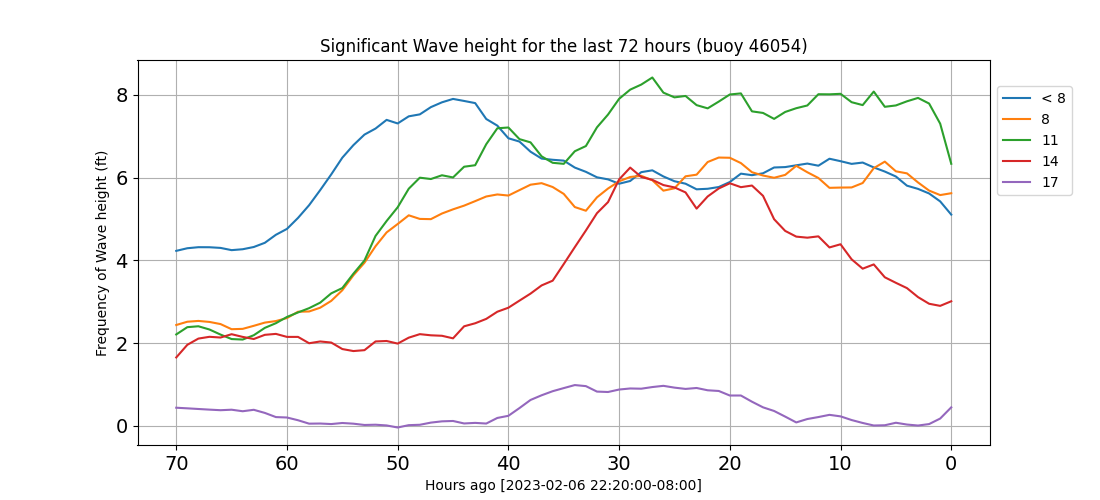 Significant Wave height for the last 72 hours (buoy 46054)
Frequency of Wave height (ft)
8
6
4
2
0
70 60 50 40 30 20 10 0
Hours ago [2023-02-06 22:20:00-08:00]
< 8
8
11
14
17